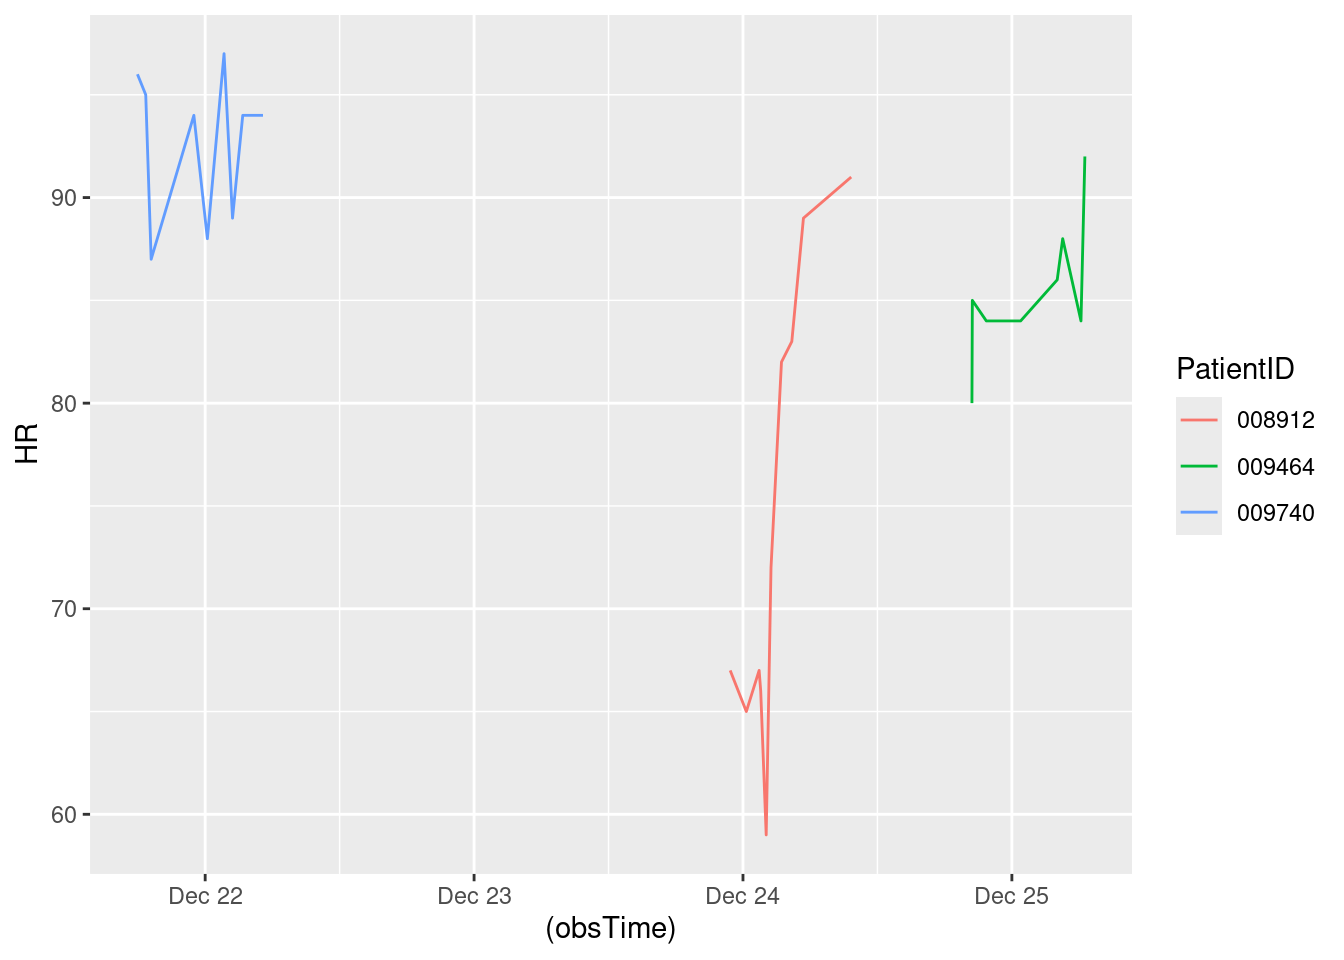 HR
90
80
70
60
Dec 22
Dec 23
Dec 24
Dec 25
(obsTime)
PatientID
008912
009464
009740